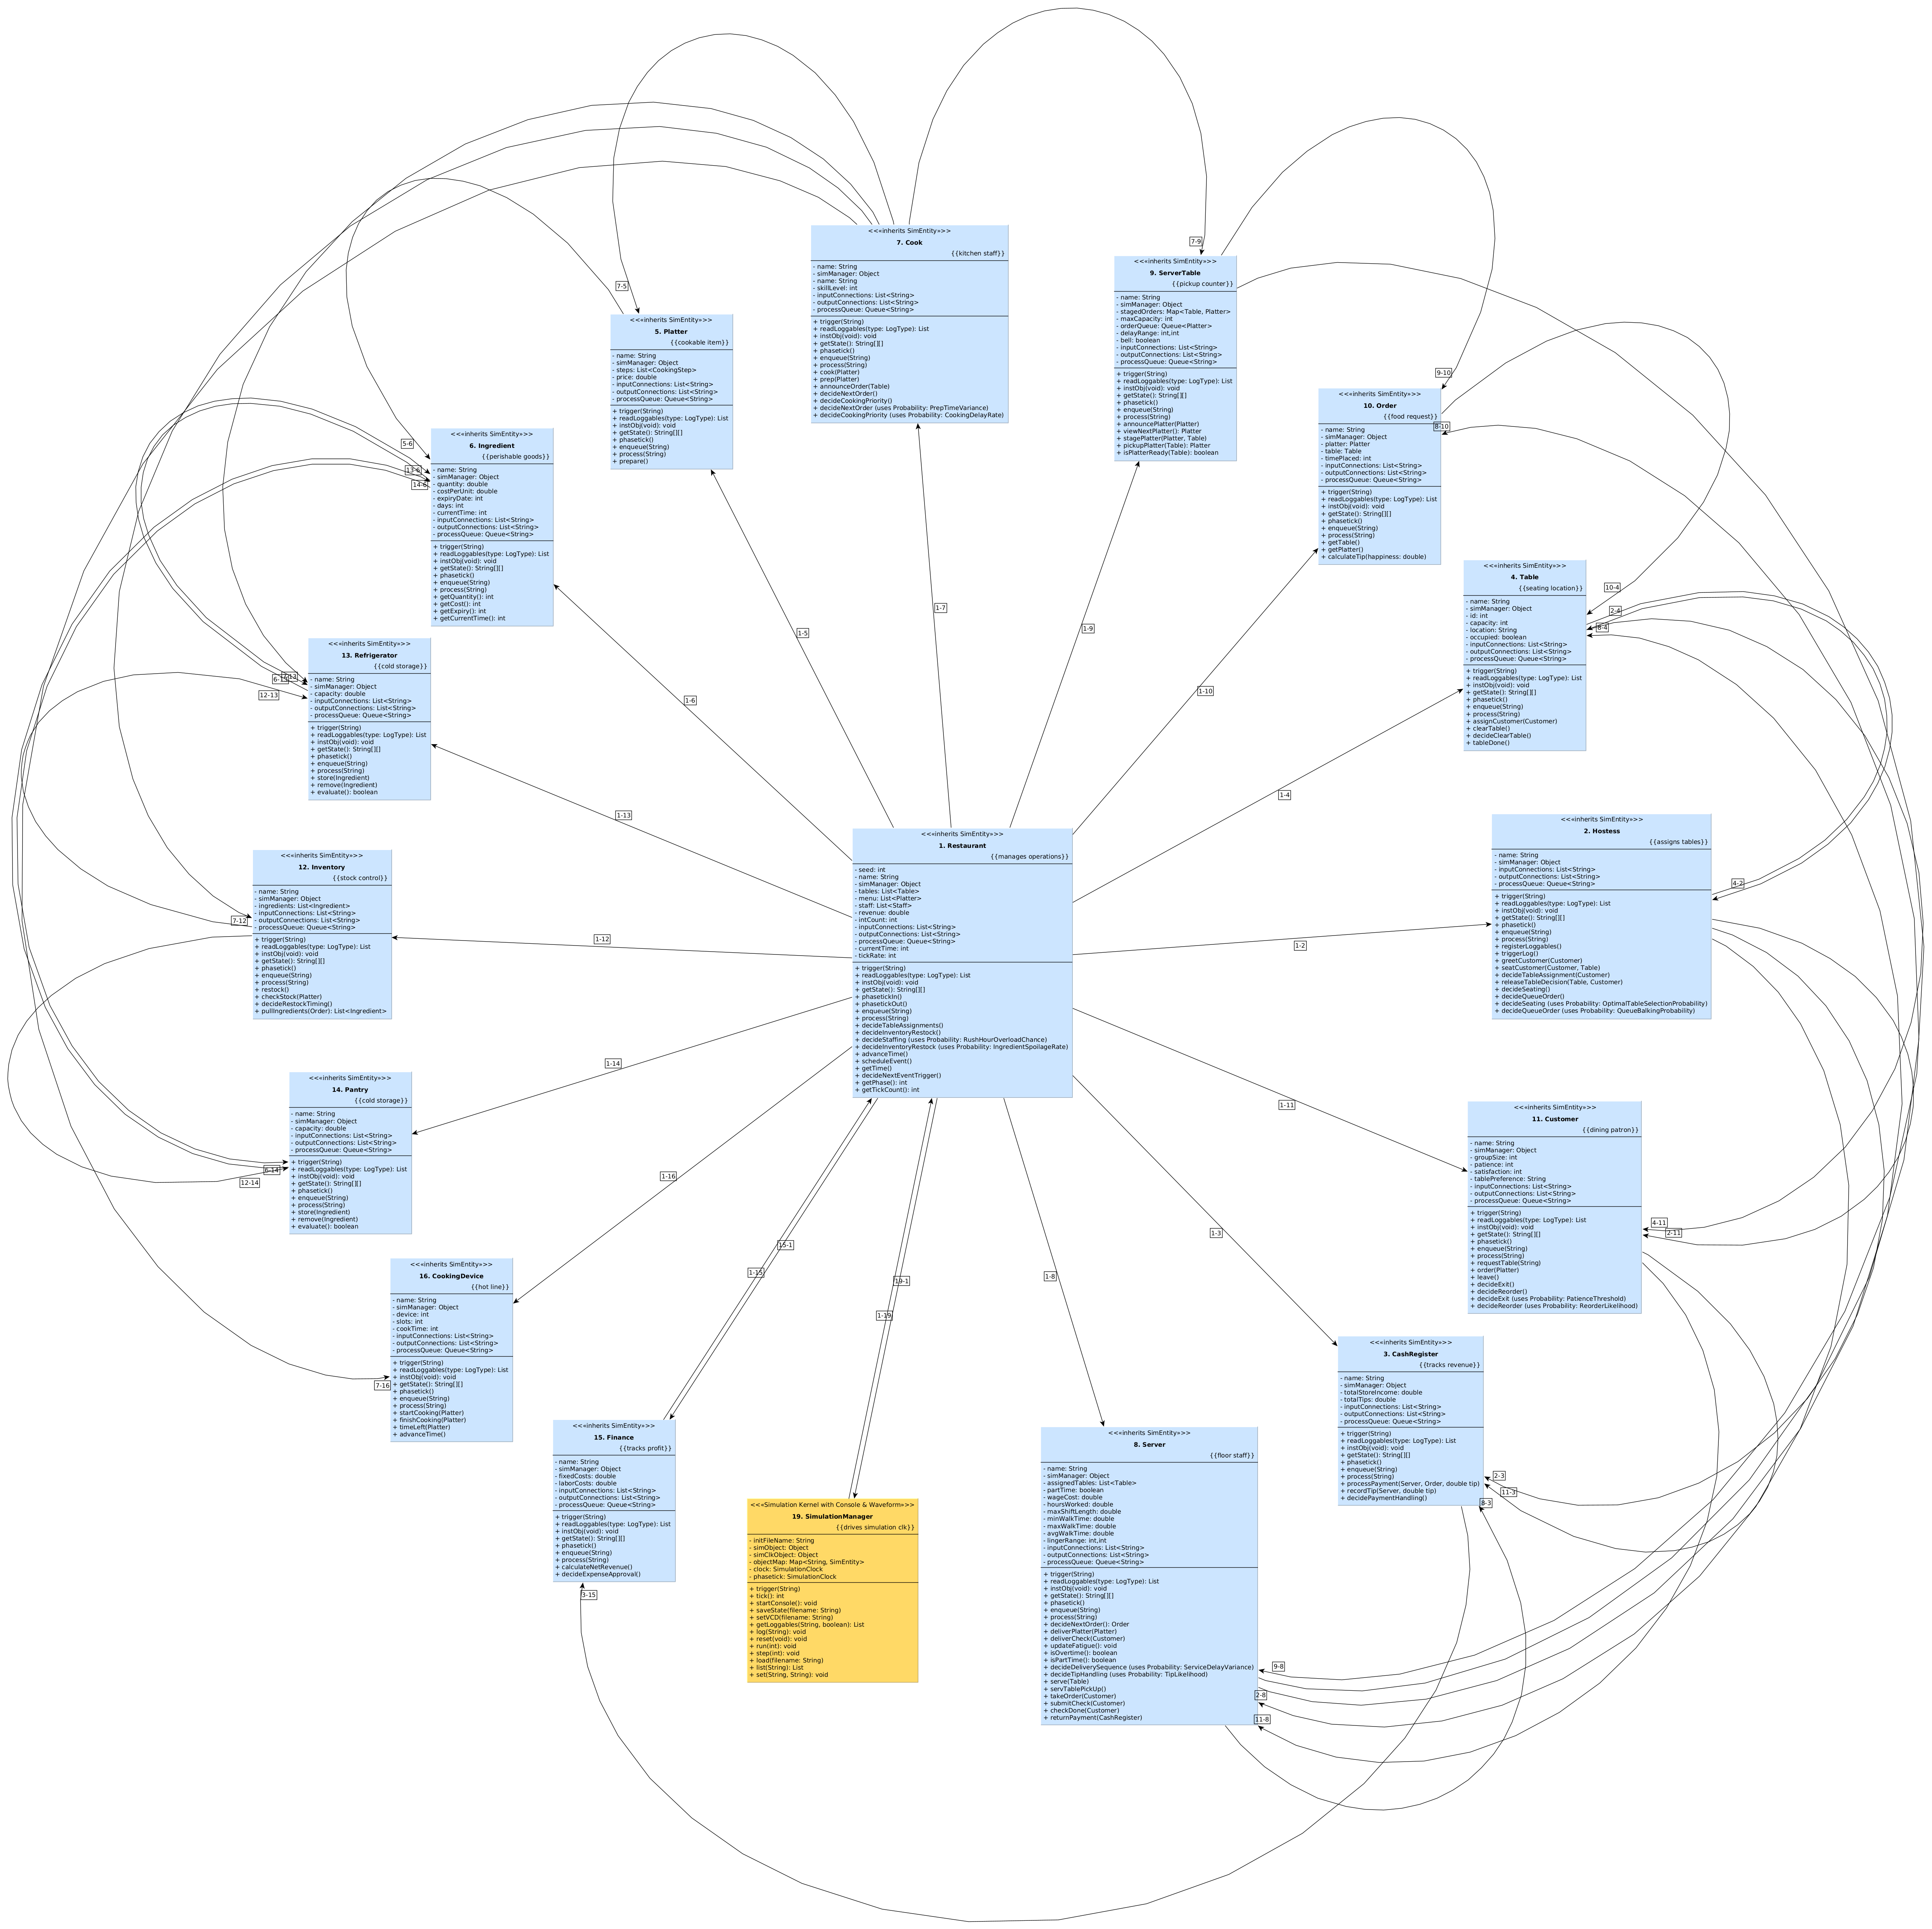 <<<inherits SimEntity>>>
7. Cook
{{kitchen staff}}
- name: String
- simManager: Object
- name: String
- skillLevel: int
- inputConnections: List<String>
- outputConnections: List<String>
- processQueue: Queue<String>
+ trigger(String)
+ readLoggables(type: LogType): List
+ instObj(void): void
+ getState(): String[][]
+ phasetick()
+ enqueue(String)
+ process(String)
+ cook(Platter)
+ prep(Platter)
+ announceOrder(Table)
+ decideNextOrder()
+ decideCookingPriority()
+ decideNextOrder (uses Probability: PrepTimeVariance)
+ decideCookingPriority (uses Probability: CookingDelayRate)
7-9
<<<inherits SimEntity>>>
9. ServerTable
{{pickup counter}}
- name: String
- simManager: Object
- stagedOrders: Map<Table, Platter>
- maxCapacity: int
- orderQueue: Queue<Platter>
- delayRange: int,int
- bell: boolean
- inputConnections: List<String>
- outputConnections: List<String>
- processQueue: Queue<String>
+ trigger(String)
+ readLoggables(type: LogType): List
+ instObj(void): void
+ getState(): String[][]
+ phasetick()
+ enqueue(String)
+ process(String)
+ announcePlatter(Platter)
+ viewNextPlatter(): Platter
+ stagePlatter(Platter, Table)
+ pickupPlatter(Table): Platter
+ isPlatterReady(Table): boolean
7-5
<<<inherits SimEntity>>>
5. Platter
{{cookable item}}
- name: String
- simManager: Object
- steps: List<CookingStep>
- price: double
- inputConnections: List<String>
- outputConnections: List<String>
- processQueue: Queue<String>
+ trigger(String)
+ readLoggables(type: LogType): List
+ instObj(void): void
+ getState(): String[][]
+ phasetick()
+ enqueue(String)
+ process(String)
+ prepare()
9-10
<<<inherits SimEntity>>>
10. Order
{{food request}}
8-10
- name: String
- simManager: Object
- platter: Platter
- table: Table
- timePlaced: int
- inputConnections: List<String>
- outputConnections: List<String>
- processQueue: Queue<String>
+ trigger(String)
+ readLoggables(type: LogType): List
+ instObj(void): void
+ getState(): String[][]
+ phasetick()
+ enqueue(String)
+ process(String)
+ getTable()
+ getPlatter()
+ calculateTip(happiness: double)
5-6
13-6
14-6
<<<inherits SimEntity>>>
6. Ingredient
{{perishable goods}}
- name: String
- simManager: Object
- quantity: double
- costPerUnit: double
- expiryDate: int
- days: int
- currentTime: int
- inputConnections: List<String>
- outputConnections: List<String>
- processQueue: Queue<String>
+ trigger(String)
+ readLoggables(type: LogType): List
+ instObj(void): void
+ getState(): String[][]
+ phasetick()
+ enqueue(String)
+ process(String)
+ getQuantity(): int
+ getCost(): int
+ getExpiry(): int
+ getCurrentTime(): int
10-4
2-4
8-4
<<<inherits SimEntity>>>
4. Table
{{seating location}}
- name: String
- simManager: Object
- id: int
- capacity: int
- location: String
- occupied: boolean
- inputConnections: List<String>
- outputConnections: List<String>
- processQueue: Queue<String>
+ trigger(String)
+ readLoggables(type: LogType): List
+ instObj(void): void
+ getState(): String[][]
+ phasetick()
+ enqueue(String)
+ process(String)
+ assignCustomer(Customer)
+ clearTable()
+ decideClearTable()
+ tableDone()
1-7
1-9
1-5
1-10
1-6
1-4
1-13
6-13
12-13
<<<inherits SimEntity>>>
13. Refrigerator
{{cold storage}}
- name: String
- simManager: Object
- capacity: double
- inputConnections: List<String>
- outputConnections: List<String>
- processQueue: Queue<String>
+ trigger(String)
+ readLoggables(type: LogType): List
+ instObj(void): void
+ getState(): String[][]
+ phasetick()
+ enqueue(String)
+ process(String)
+ store(Ingredient)
+ remove(Ingredient)
+ evaluate(): boolean
<<<inherits SimEntity>>>
1. Restaurant
{{manages operations}}
- seed: int
- name: String
- simManager: Object
- tables: List<Table>
- menu: List<Platter>
- staff: List<Staff>
- revenue: double
- intCount: int
- inputConnections: List<String>
- outputConnections: List<String>
- processQueue: Queue<String>
- currentTime: int
- tickRate: int
+ trigger(String)
+ readLoggables(type: LogType): List
+ instObj(void): void
+ getState(): String[][]
+ phasetickIn()
+ phasetickOut()
+ enqueue(String)
+ process(String)
+ decideTableAssignments()
+ decideInventoryRestock()
+ decideStaffing (uses Probability: RushHourOverloadChance)
+ decideInventoryRestock (uses Probability: IngredientSpoilageRate)
+ advanceTime()
+ scheduleEvent()
+ getTime()
+ decideNextEventTrigger()
+ getPhase(): int
+ getTickCount(): int
<<<inherits SimEntity>>>
2. Hostess
{{assigns tables}}
4-2
- name: String
- simManager: Object
- inputConnections: List<String>
- outputConnections: List<String>
- processQueue: Queue<String>
+ trigger(String)
+ readLoggables(type: LogType): List
+ instObj(void): void
+ getState(): String[][]
+ phasetick()
+ enqueue(String)
+ process(String)
+ registerLoggables()
+ triggerLog()
+ greetCustomer(Customer)
+ seatCustomer(Customer, Table)
+ decideTableAssignment(Customer)
+ releaseTableDecision(Table, Customer)
+ decideSeating()
+ decideQueueOrder()
+ decideSeating (uses Probability: OptimalTableSelectionProbability)
+ decideQueueOrder (uses Probability: QueueBalkingProbability)
1-12
1-2
7-12
<<<inherits SimEntity>>>
12. Inventory
{{stock control}}
- name: String
- simManager: Object
- ingredients: List<Ingredient>
- inputConnections: List<String>
- outputConnections: List<String>
- processQueue: Queue<String>
+ trigger(String)
+ readLoggables(type: LogType): List
+ instObj(void): void
+ getState(): String[][]
+ phasetick()
+ enqueue(String)
+ process(String)
+ restock()
+ checkStock(Platter)
+ decideRestockTiming()
+ pullIngredients(Order): List<Ingredient>
1-14
1-11
<<<inherits SimEntity>>>
14. Pantry
{{cold storage}}
6-14
12-14
- name: String
- simManager: Object
- capacity: double
- inputConnections: List<String>
- outputConnections: List<String>
- processQueue: Queue<String>
+ trigger(String)
+ readLoggables(type: LogType): List
+ instObj(void): void
+ getState(): String[][]
+ phasetick()
+ enqueue(String)
+ process(String)
+ store(Ingredient)
+ remove(Ingredient)
+ evaluate(): boolean
<<<inherits SimEntity>>>
11. Customer
{{dining patron}}
4-11
2-11
- name: String
- simManager: Object
- groupSize: int
- patience: int
- satisfaction: int
- tablePreference: String
- inputConnections: List<String>
- outputConnections: List<String>
- processQueue: Queue<String>
+ trigger(String)
+ readLoggables(type: LogType): List
+ instObj(void): void
+ getState(): String[][]
+ phasetick()
+ enqueue(String)
+ process(String)
+ requestTable(String)
+ order(Platter)
+ leave()
+ decideExit()
+ decideReorder()
+ decideExit (uses Probability: PatienceThreshold)
+ decideReorder (uses Probability: ReorderLikelihood)
1-16
15-1
1-15
19-1
1-19
1-8
1-3
7-16
<<<inherits SimEntity>>>
16. CookingDevice
{{hot line}}
- name: String
- simManager: Object
- device: int
- slots: int
- cookTime: int
- inputConnections: List<String>
- outputConnections: List<String>
- processQueue: Queue<String>
+ trigger(String)
+ readLoggables(type: LogType): List
+ instObj(void): void
+ getState(): String[][]
+ phasetick()
+ enqueue(String)
+ process(String)
+ startCooking(Platter)
+ finishCooking(Platter)
+ timeLeft(Platter)
+ advanceTime()
<<<inherits SimEntity>>>
3. CashRegister
{{tracks revenue}}
2-3
11-3
8-3
- name: String
- simManager: Object
- totalStoreIncome: double
- totalTips: double
- inputConnections: List<String>
- outputConnections: List<String>
- processQueue: Queue<String>
+ trigger(String)
+ readLoggables(type: LogType): List
+ instObj(void): void
+ getState(): String[][]
+ phasetick()
+ enqueue(String)
+ process(String)
+ processPayment(Server, Order, double tip)
+ recordTip(Server, double tip)
+ decidePaymentHandling()
<<<inherits SimEntity>>>
15. Finance
{{tracks profit}}
- name: String
- simManager: Object
- fixedCosts: double
- laborCosts: double
- inputConnections: List<String>
- outputConnections: List<String>
- processQueue: Queue<String>
+ trigger(String)
+ readLoggables(type: LogType): List
+ instObj(void): void
+ getState(): String[][]
+ phasetick()
+ enqueue(String)
+ process(String)
+ calculateNetRevenue()
+ decideExpenseApproval()
3-15
<<<inherits SimEntity>>>
8. Server
{{floor staff}}
- name: String
- simManager: Object
- assignedTables: List<Table>
- partTime: boolean
- wageCost: double
- hoursWorked: double
- maxShiftLength: double
- minWalkTime: double
- maxWalkTime: double
- avgWalkTime: double
- lingerRange: int,int
- inputConnections: List<String>
- outputConnections: List<String>
- processQueue: Queue<String>
+ trigger(String)
+ readLoggables(type: LogType): List
+ instObj(void): void
+ getState(): String[][]
+ phasetick()
+ enqueue(String)
+ process(String)
+ decideNextOrder(): Order
+ deliverPlatter(Platter)
+ deliverCheck(Customer)
+ updateFatigue(): void
+ isOvertime(): boolean
+ isPartTime(): boolean
+ decideDeliverySequence (uses Probability: ServiceDelayVariance)
+ decideTipHandling (uses Probability: TipLikelihood)
+ serve(Table)
+ servTablePickUp()
+ takeOrder(Customer)
+ submitCheck(Customer)
+ checkDone(Customer)
+ returnPayment(CashRegister)
9-8
2-8
11-8
<<<Simulation Kernel with Console & Waveform>>>
19. SimulationManager
{{drives simulation clk}}
- initFileName: String
- simObject: Object
- simClkObject: Object
- objectMap: Map<String, SimEntity>
- clock: SimulationClock
- phasetick: SimulationClock
+ trigger(String)
+ tick(): int
+ startConsole(): void
+ saveState(filename: String)
+ setVCD(filename: String)
+ getLoggables(String, boolean): List
+ log(String): void
+ reset(void): void
+ run(int): void
+ step(int): void
+ load(filename: String)
+ list(String): List
+ set(String, String): void